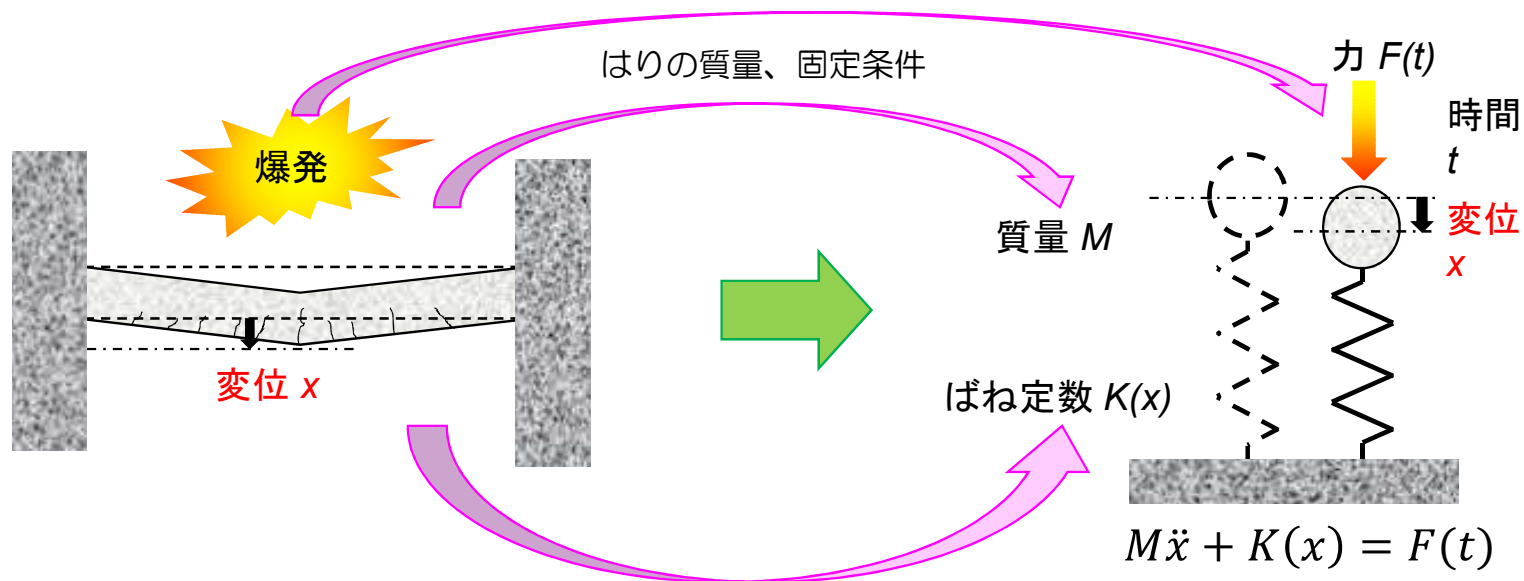 はりの質量、固定条件
爆発
変位 x
力 F(t)
時間
t
変位
x
質量 M
ばね定数 K(x)
Mẍ + K(x) = F(t)